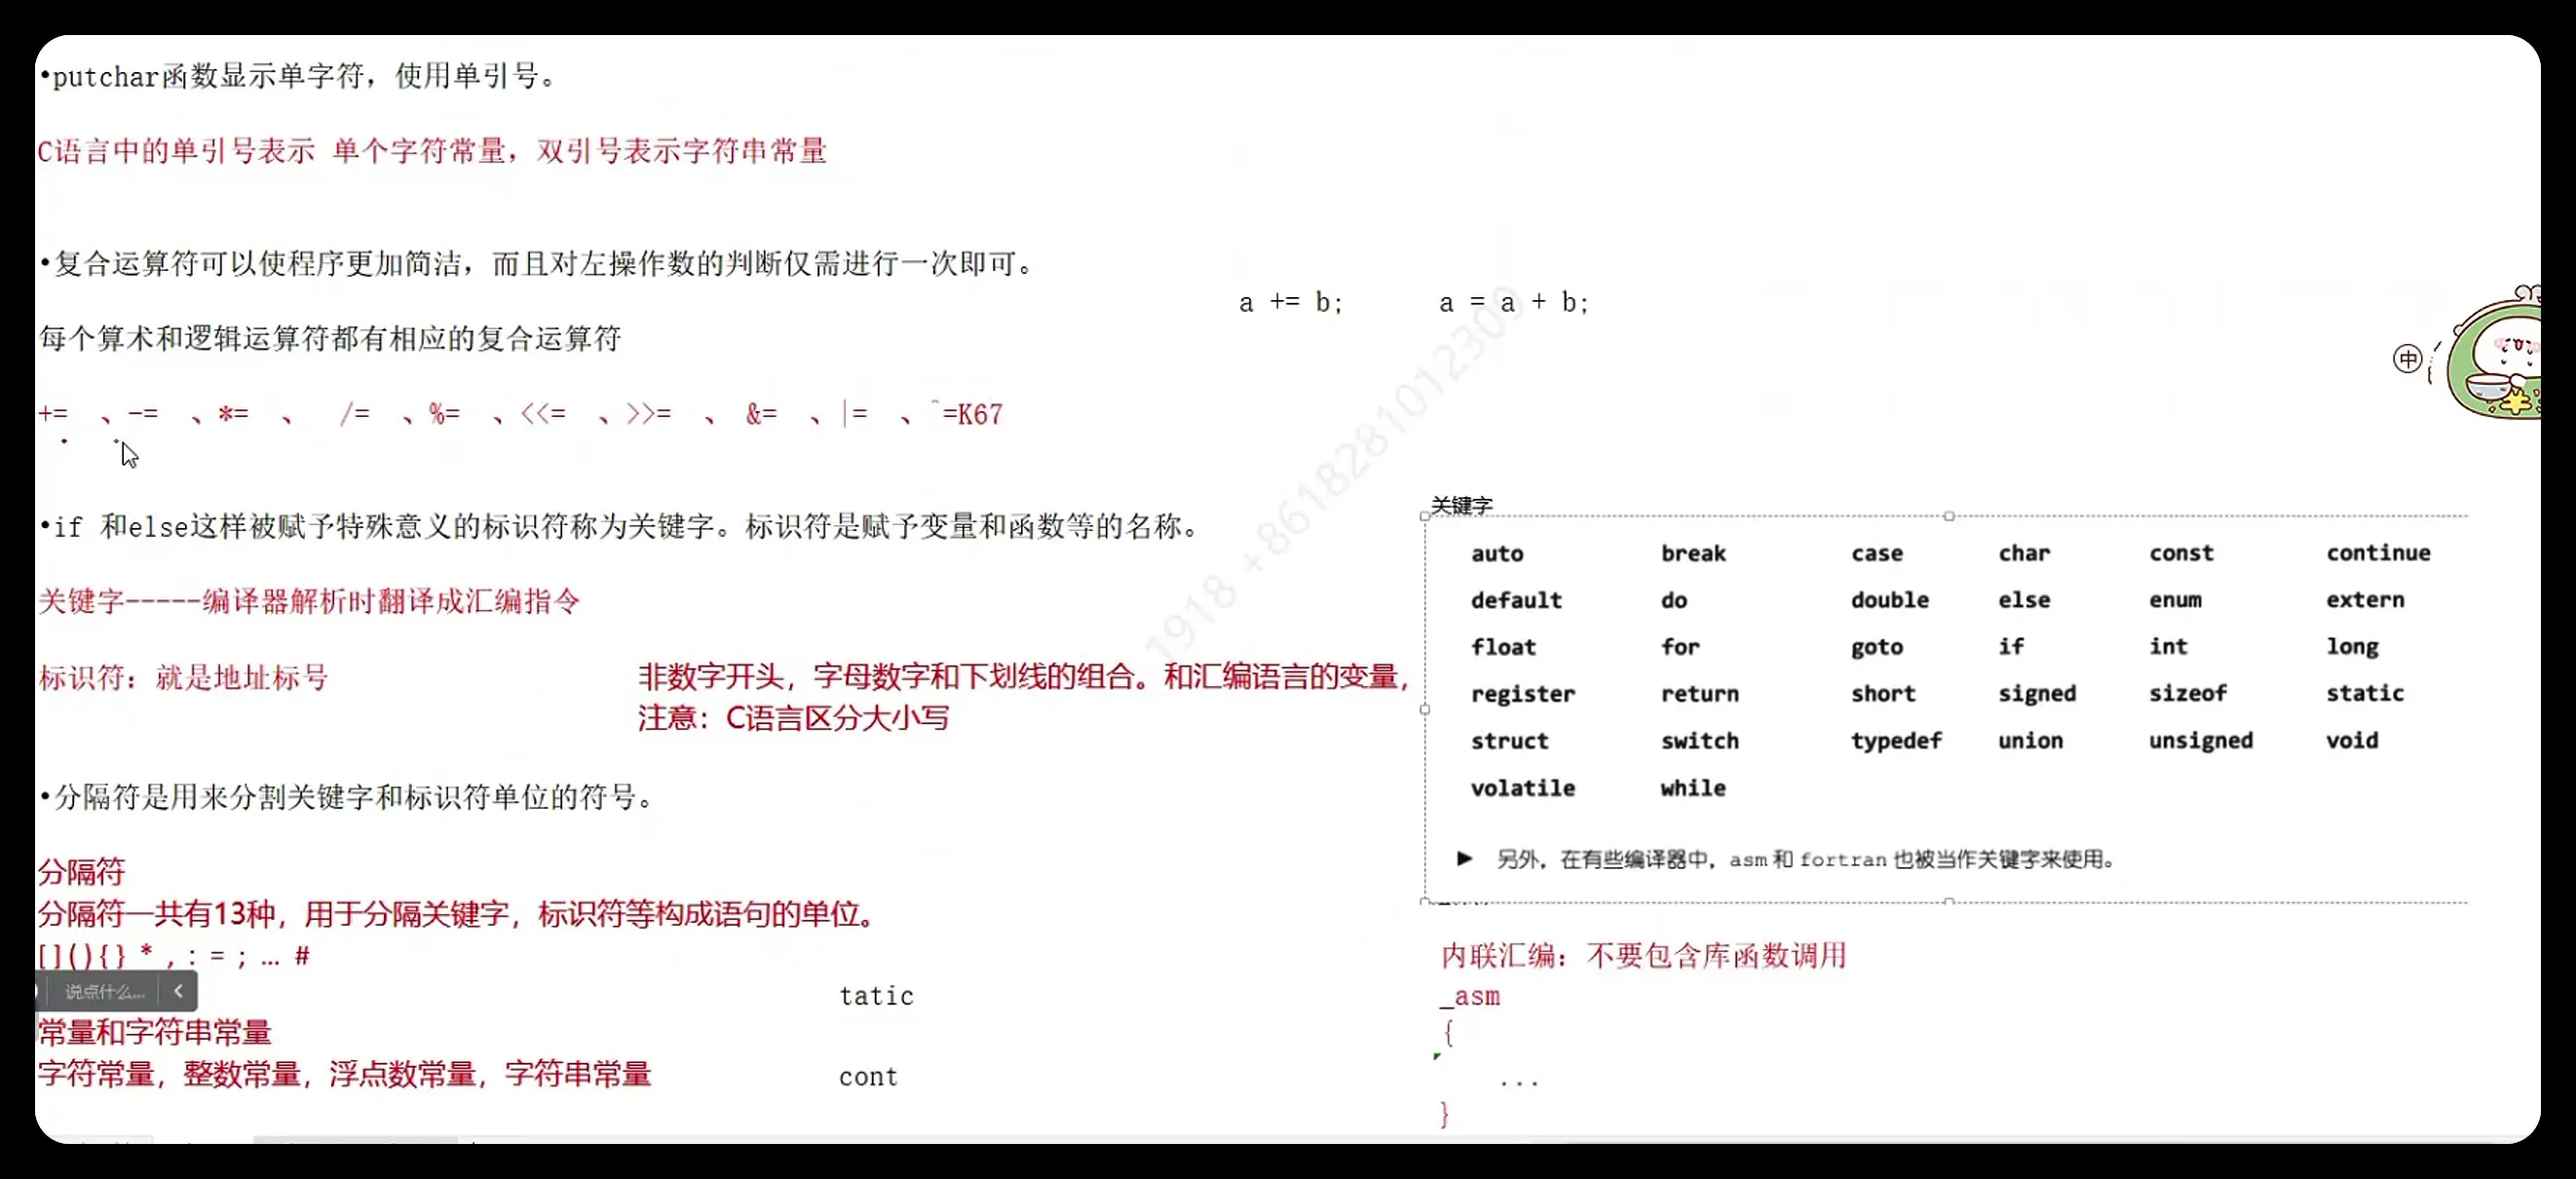 •putchar函数显示单字符，使用单引号。
C语言中的单引号表示 单个字符常量，双引号表示字符串常量
•复合运算符可以使程序更加简洁，而且对左操作数的判断仅需进行一次即可。
a += b; a = a + b;
每个算术和逻辑运算符都有相应的复合运算符
+= 、-= 、*= 、 /= 、%= 、<<= 、>>= 、 &= 、|= 、^=K67
•if 和else这样被赋予特殊意义的标识符称为关键字。标识符是赋予变量和函数等的名称。
关键字-----编译器解析时翻译成汇编指令
标识符：就是地址标号
非数字开头，字母数字和下划线的组合。和汇编语言的变量，
注意：C语言区分大小写
•分隔符是用来分割关键字和标识符单位的符号。
分隔符
分隔符一共有13种，用于分隔关键字，标识符等构成语句的单位。
[](){} * , : = ; ... #
说点什么...
常量和字符串常量
字符常量，整数常量，浮点数常量，字符串常量
tatic
cont
关键字
auto break case char const continue
default do double else enum extern
float for goto if int long
register return short signed sizeof static
struct switch typedef union unsigned void
volatile while
► 另外，在有些编译器中，asm 和 fortran 也被当作关键字来使用。
内联汇编：不要包含库函数调用
_asm
{
...
}
中
1918 +8618281012309